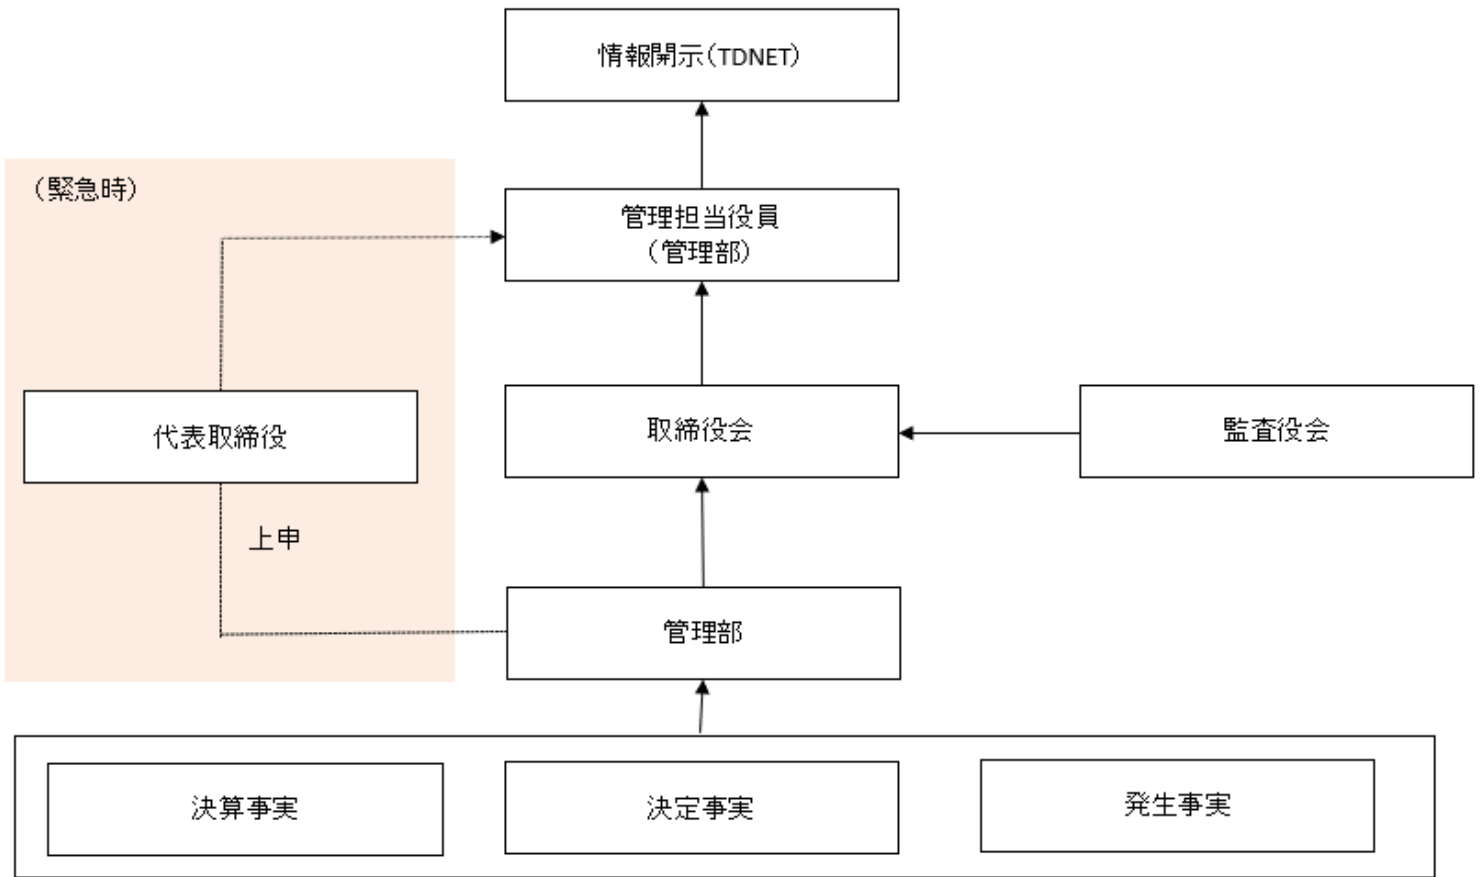 情報開示(TDNET)
(緊急時)
管理担当役員
(管理部)
代表取締役
取締役会
監査役会
上申
管理部
決算事実
決定事実
発生事実